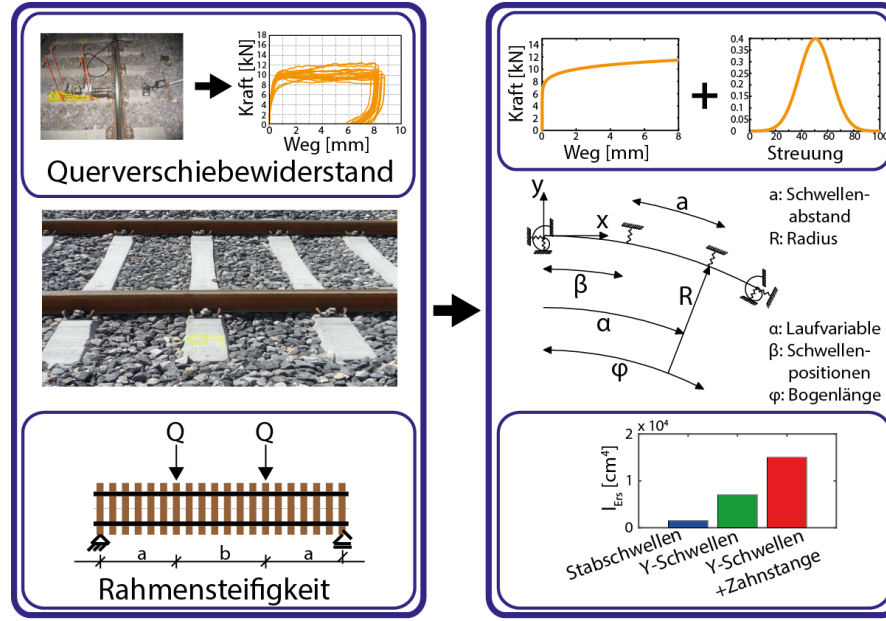 Kraft [kN]
18
16
14
12
10
8
6
4
2
0
0 2 4 6 8 10
Weg [mm]
Querverschiebewiderstand
Q Q
a b a
Rahmensteifigkeit
Kraft [kN]
14
12
10
8
6
4
2
0
0 2 4 6 8
Weg [mm]
+
0.4
0.35
0.3
0.25
0.2
0.15
0.1
0.05
0
0 20 40 60 80 100
Streuung
y
x
a
β
R
α
φ
a: Schwellen-
abstand
R: Radius
α: Laufvariable
β: Schwellen-
positionen
φ: Bogenlänge
x 10⁴
I_Ers [cm⁴]
2
1
0
Stabschwellen
Y-Schwellen
Y-Schwellen
+Zahnstange